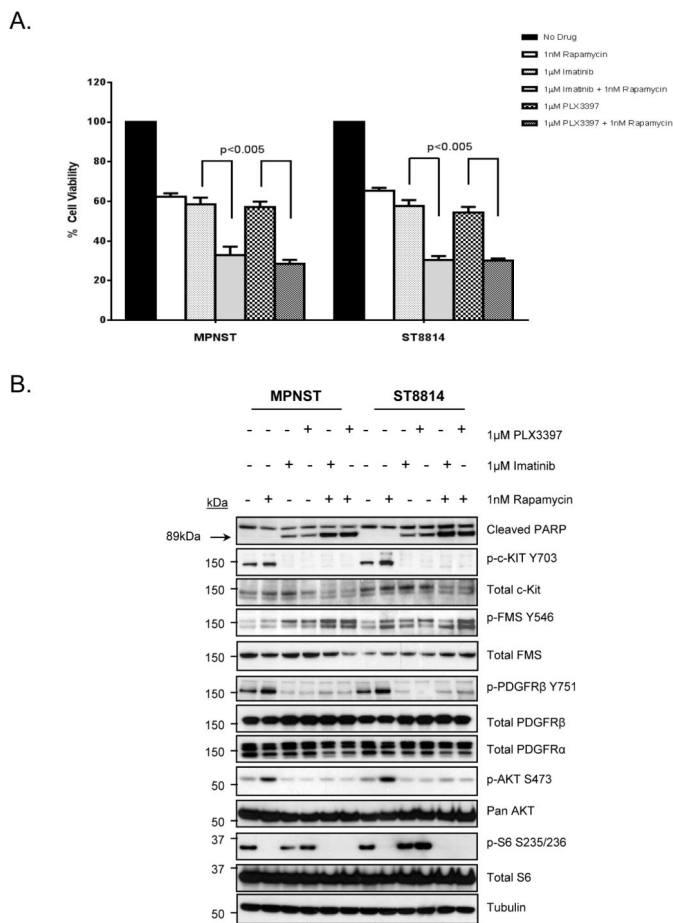 A.
No Drug
1nM Rapamycin
1µM Imatinib
1µM Imatinib + 1nM Rapamycin
1µM PLX3397
1µM PLX3397 + 1nM Rapamycin
120
100
80
60
40
20
0
% Cell Viability
p<0.005
p<0.005
MPNST
ST8814
B.
MPNST ST8814
- - - + - + - - - + - + 1µM PLX3397
- - + - + - - - + - + - 1µM Imatinib
- + - - + + - + - - + + 1nM Rapamycin
kDa
89kDa Cleaved PARP
150 p-c-KIT Y703
150 Total c-Kit
150 p-FMS Y546
150 Total FMS
150 p-PDGFRβ Y751
150 Total PDGFRβ
150 Total PDGFRα
50 p-AKT S473
50 Pan AKT
37 p-S6 S235/236
37 Total S6
50 Tubulin